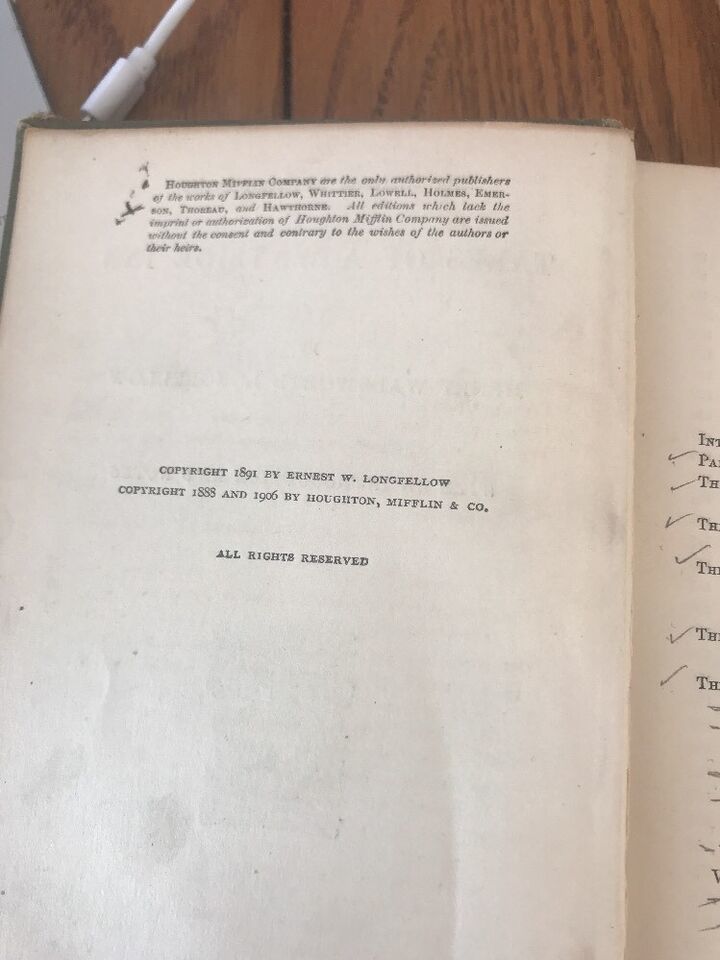 HOUGHTON MIFFLIN COMPANY are the only authorized publishers
of the works of LONGFELLOW, WHITTIER, LOWELL, HOLMES, EMER-
SON, THOREAU, and HAWTHORNE. All editions which lack the
imprint or authorization of Houghton Mifflin Company are issued
without the consent and contrary to the wishes of the authors or
their heirs.
COPYRIGHT 1891 BY ERNEST W. LONGFELLOW
COPYRIGHT 1888 AND 1906 BY HOUGHTON, MIFFLIN & CO.
ALL RIGHTS RESERVED